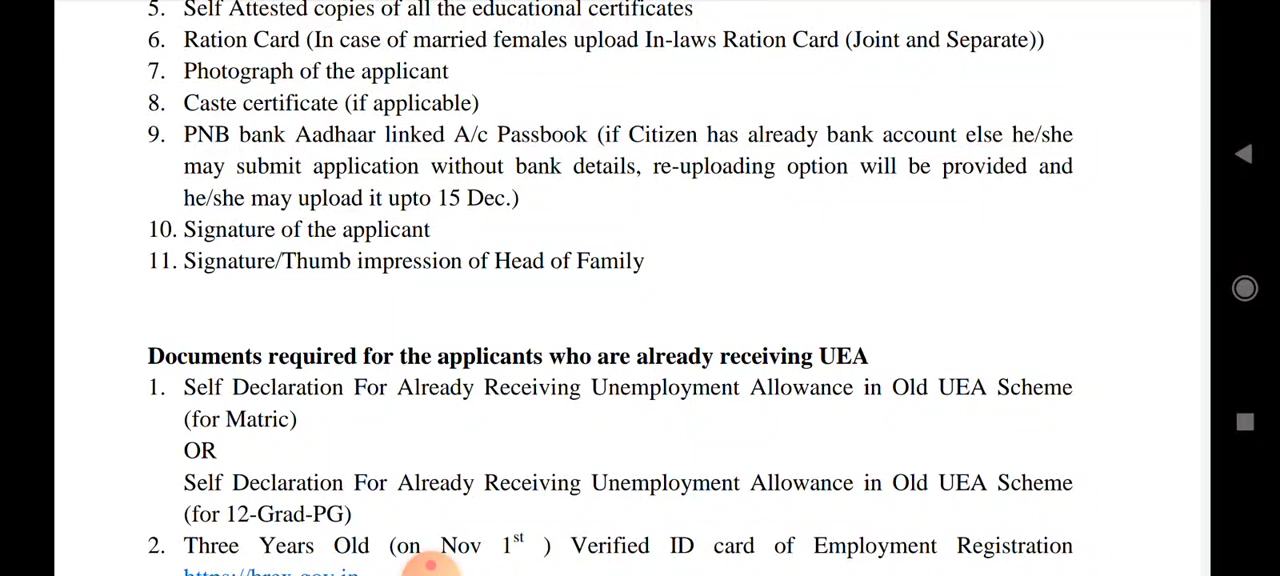 5. Self Attested copies of all the educational certificates
6. Ration Card (In case of married females upload In-laws Ration Card (Joint and Separate))
7. Photograph of the applicant
8. Caste certificate (if applicable)
9. PNB bank Aadhaar linked A/c Passbook (if Citizen has already bank account else he/she
may submit application without bank details, re-uploading option will be provided and
he/she may upload it upto 15 Dec.)
10. Signature of the applicant
11. Signature/Thumb impression of Head of Family
Documents required for the applicants who are already receiving UEA
1. Self Declaration For Already Receiving Unemployment Allowance in Old UEA Scheme
(for Matric)
OR
Self Declaration For Already Receiving Unemployment Allowance in Old UEA Scheme
(for 12-Grad-PG)
2. Three Years Old (on Nov 1st ) Verified ID card of Employment Registration